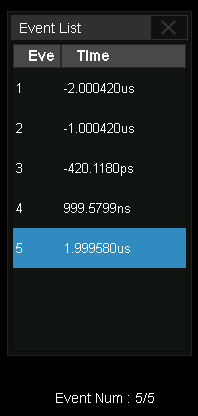 Event List
Eve Time
1 -2.000420us
2 -1.000420us
3 -420.1180ps
4 999.5799ns
5 1.999580us
Event Num : 5/5